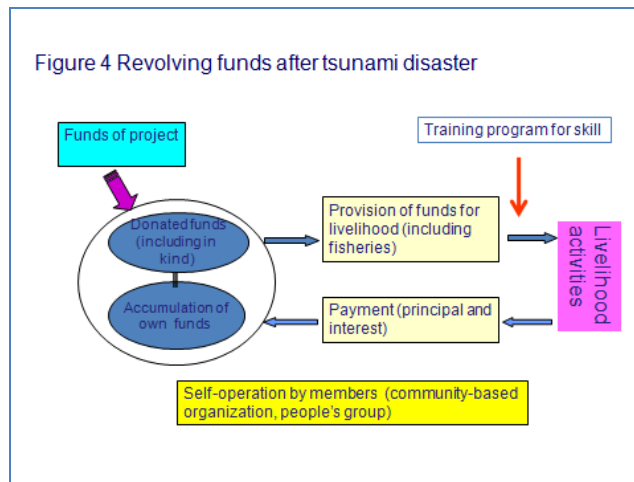 Figure 4 Revolving funds after tsunami disaster
Funds of project
Training program for skill
Donated funds
(including in
kind)
Provision of funds for
livelihood (including
fisheries)
Livelihood
activities
Accumulation of
own funds
Payment (principal and
interest)
Self-operation by members (community-based
organization, people's group)